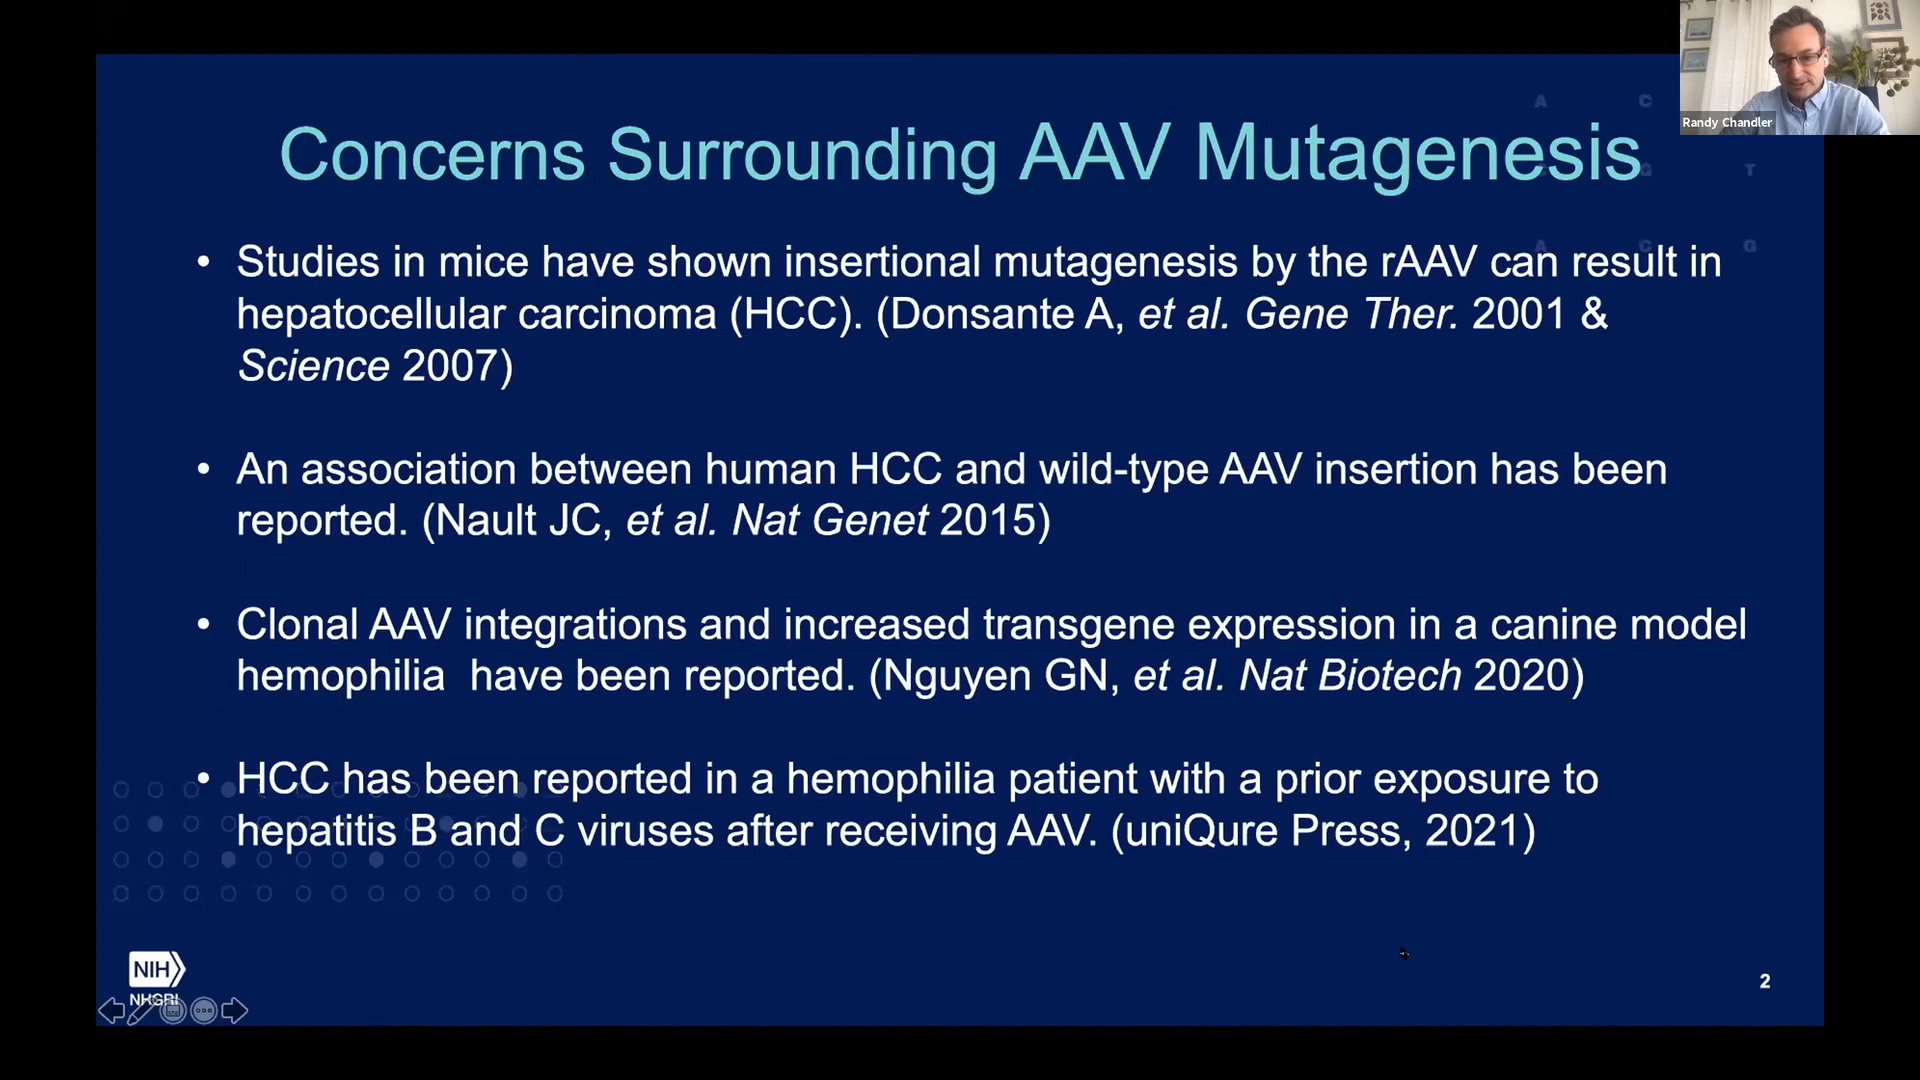 Randy Chandler
A C
Concerns Surrounding AAV Mutagenesis
C G T
A C G
• Studies in mice have shown insertional mutagenesis by the rAAV can result in
hepatocellular carcinoma (HCC). (Donsante A, et al. Gene Ther. 2001 &
Science 2007)
• An association between human HCC and wild-type AAV insertion has been
reported. (Nault JC, et al. Nat Genet 2015)
• Clonal AAV integrations and increased transgene expression in a canine model
hemophilia  have been reported. (Nguyen GN, et al. Nat Biotech 2020)
• HCC has been reported in a hemophilia patient with a prior exposure to
hepatitis B and C viruses after receiving AAV. (uniQure Press, 2021)
NIH
NHGRI
2